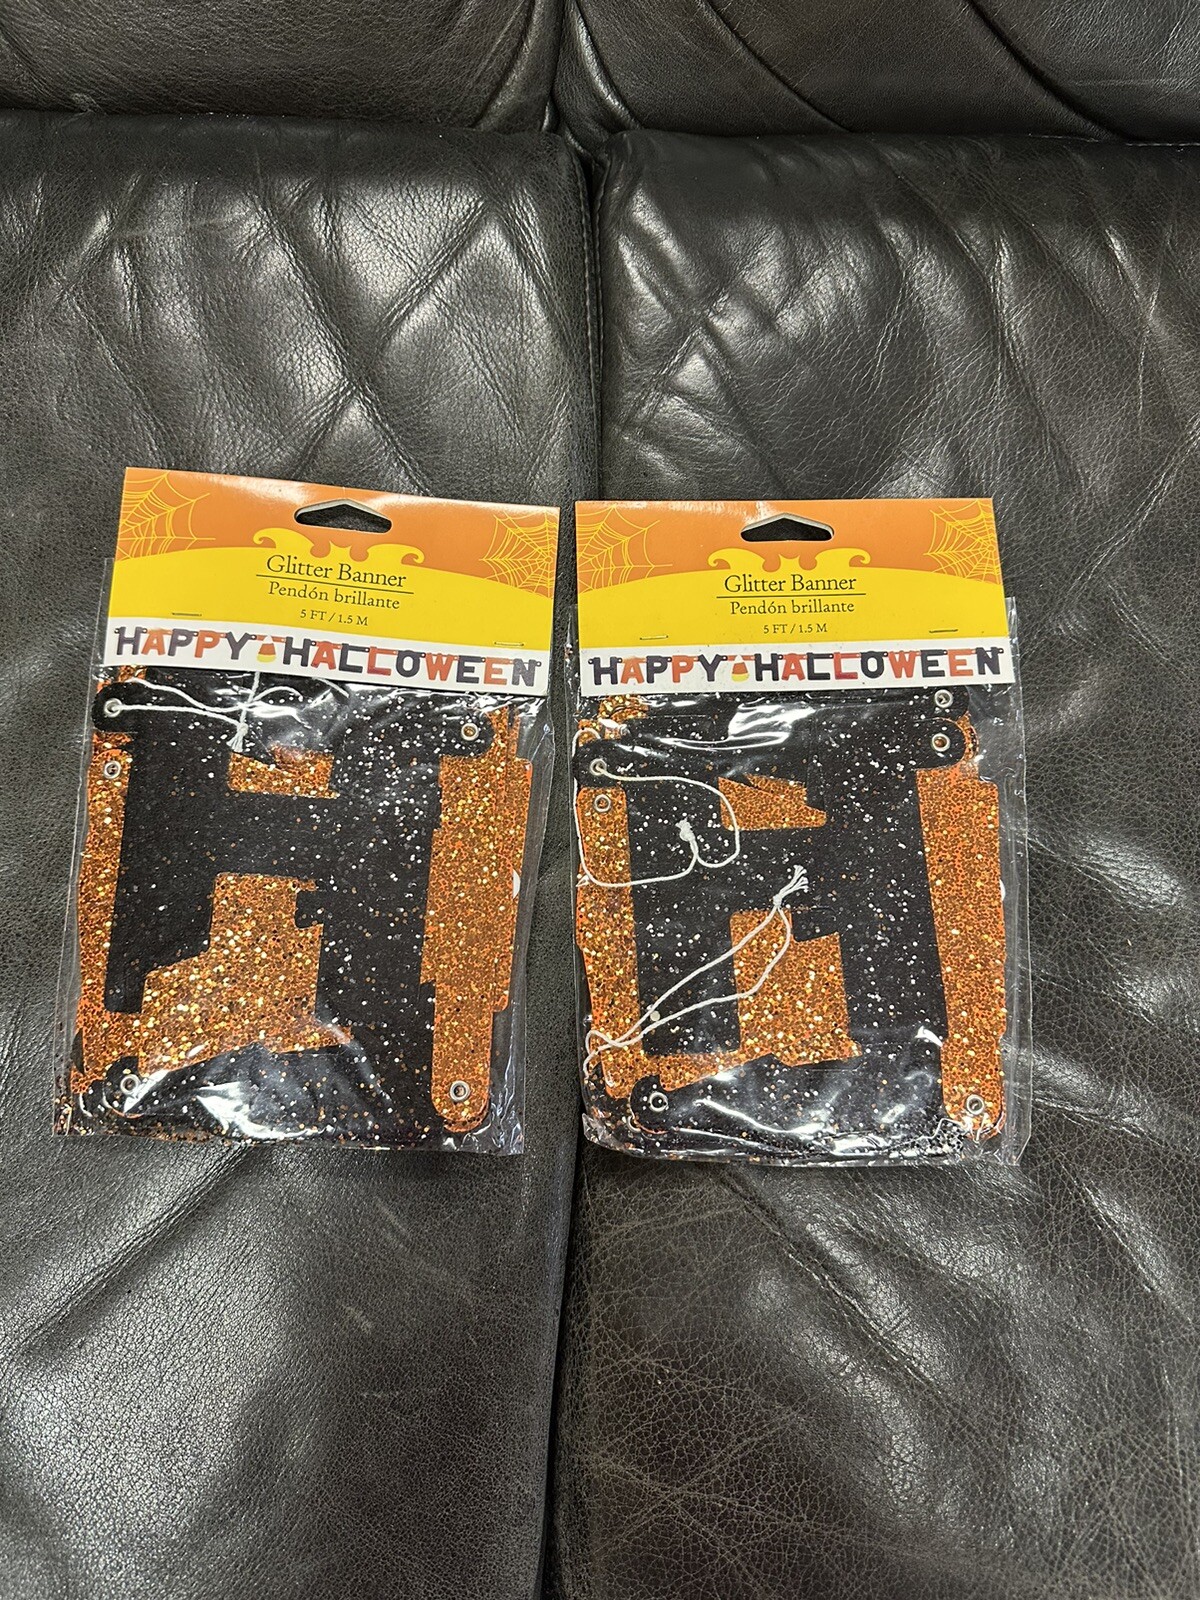 Glitter Banner
Pendón brillante
5 FT / 1.5 M
HAPPY HALLOWEEN
H
Glitter Banner
Pendón brillante
5 FT / 1.5 M
HAPPY HALLOWEEN
H